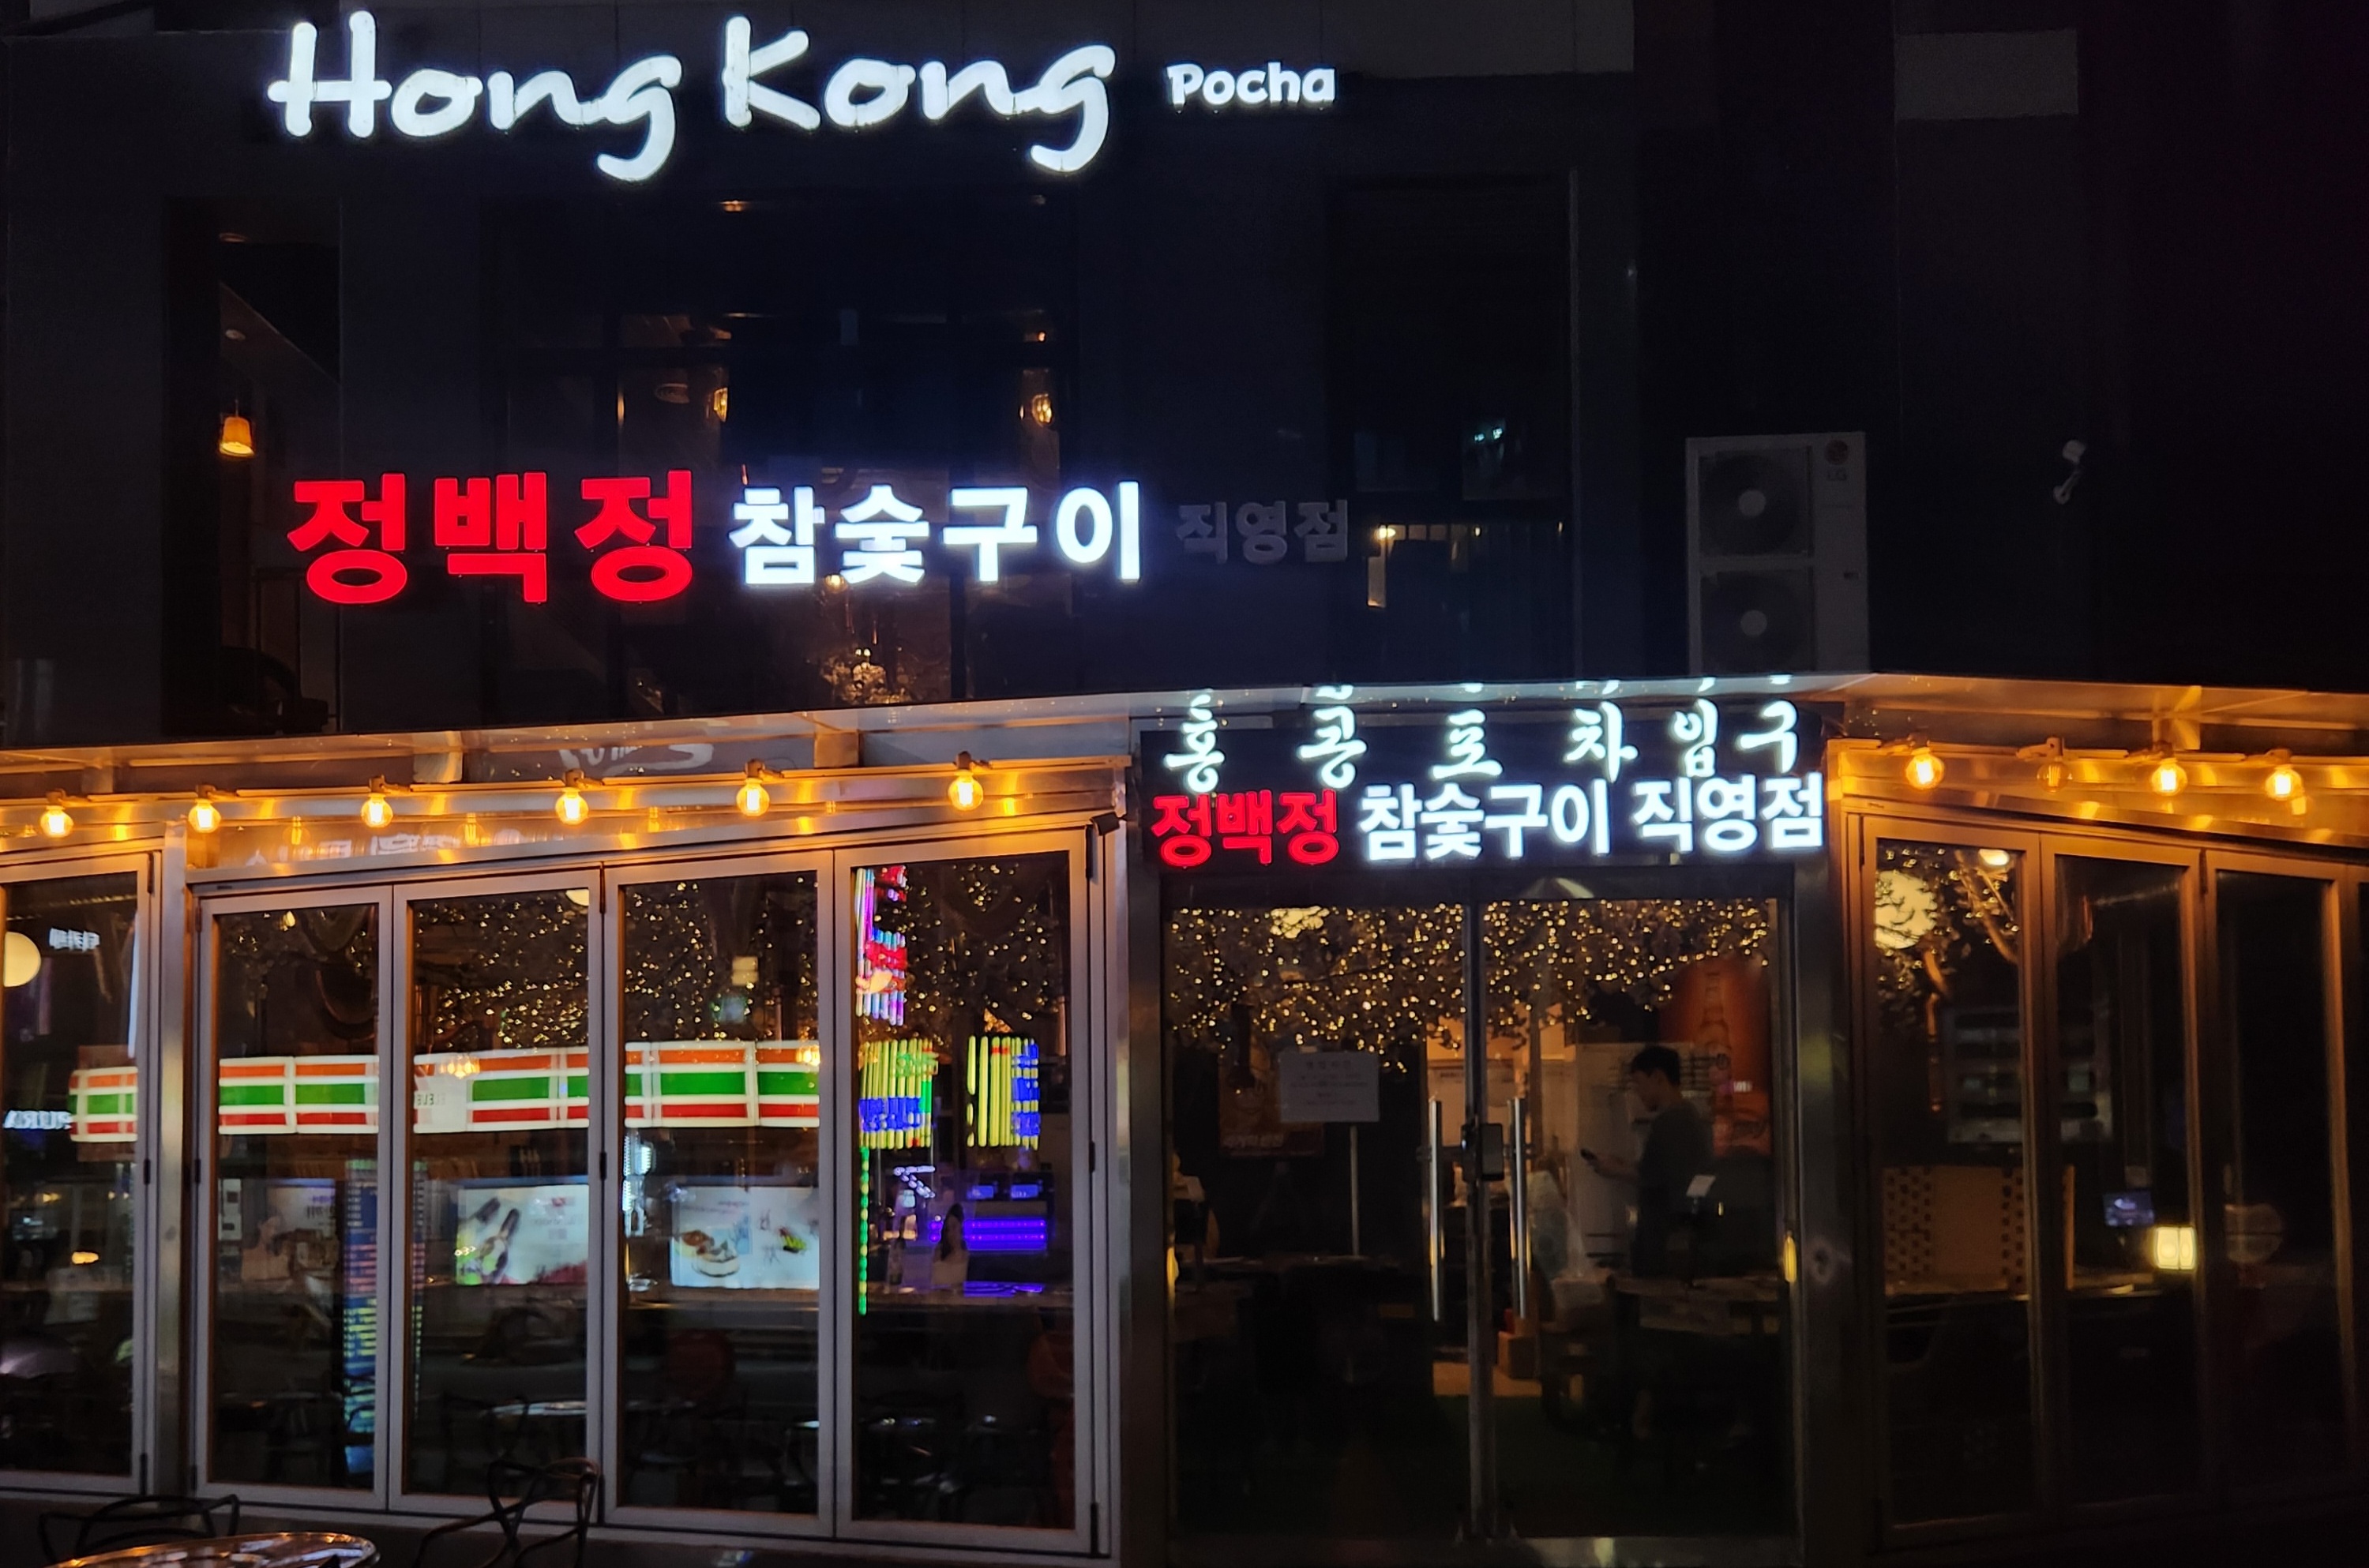 Hong Kong Pocha
정백정 참숯구이 직영점
LG
홍콩포차입구
정백정 참숯구이 직영점